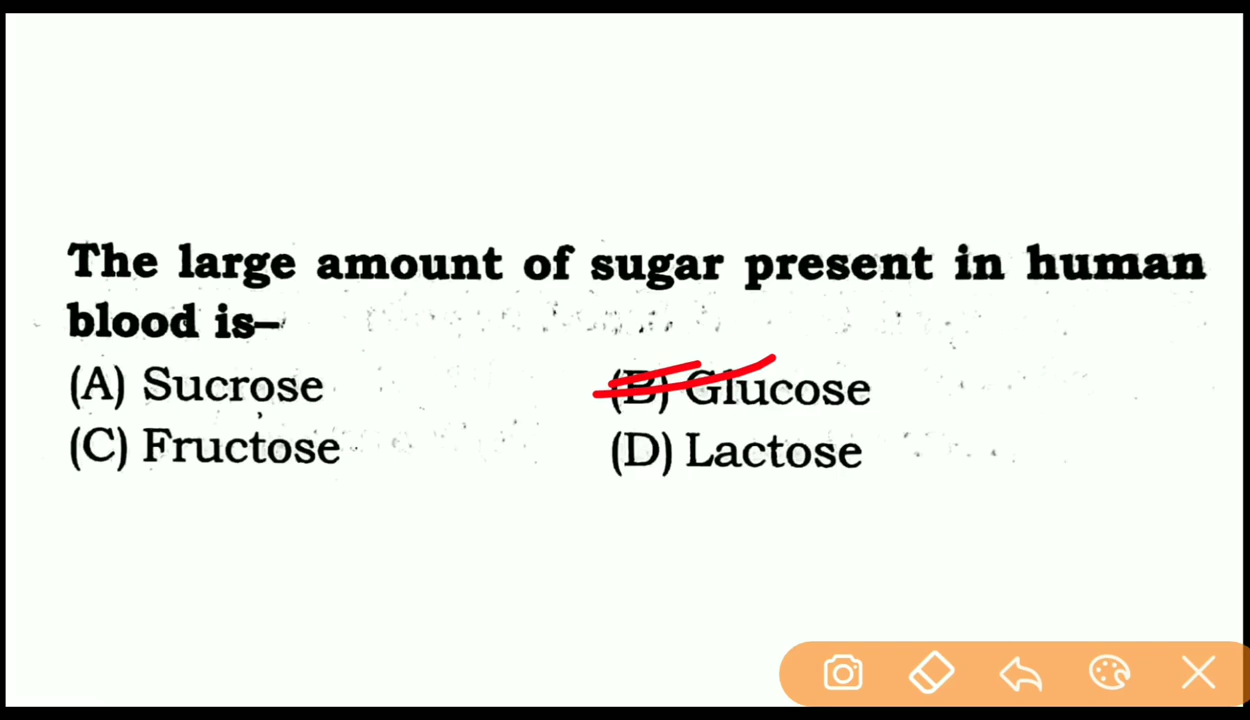 The large amount of sugar present in human
blood is–
(A) Sucrose (B) Glucose
(C) Fructose (D) Lactose